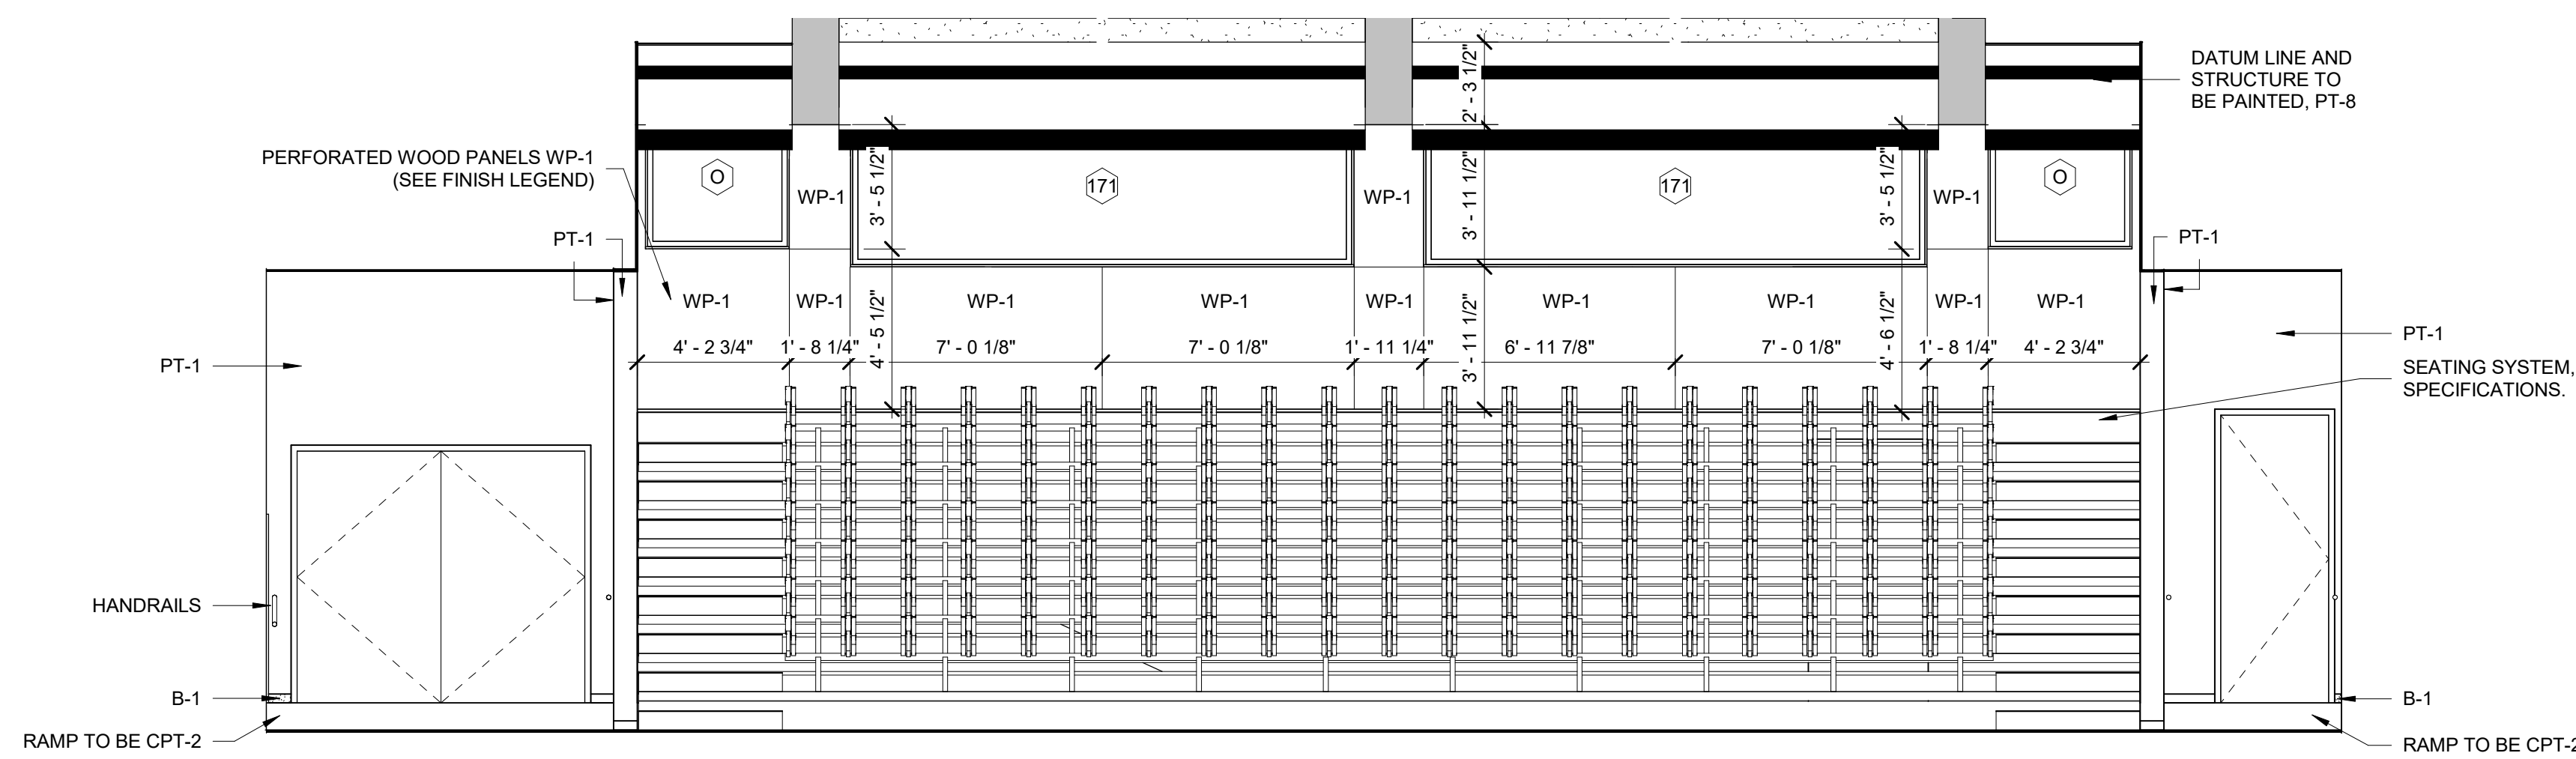 DATUM LINE AND
STRUCTURE TO
BE PAINTED, PT-8
2' - 3 1/2"
PERFORATED WOOD PANELS WP-1
(SEE FINISH LEGEND)
O
WP-1
3' - 5 1/2"
171
WP-1
3' - 11 1/2"
171
3' - 5 1/2"
WP-1
O
PT-1
PT-1
WP-1
WP-1
4' - 5 1/2"
WP-1
WP-1
WP-1
3' - 11 1/2"
WP-1
WP-1
4' - 6 1/2"
WP-1
WP-1
4' - 2 3/4"
1' - 8 1/4"
7' - 0 1/8"
7' - 0 1/8"
1' - 11 1/4"
6' - 11 7/8"
7' - 0 1/8"
1' - 8 1/4"
4' - 2 3/4"
PT-1
PT-1
SEATING SYSTEM,
SPECIFICATIONS.
HANDRAILS
B-1
B-1
RAMP TO BE CPT-2
RAMP TO BE CPT-2